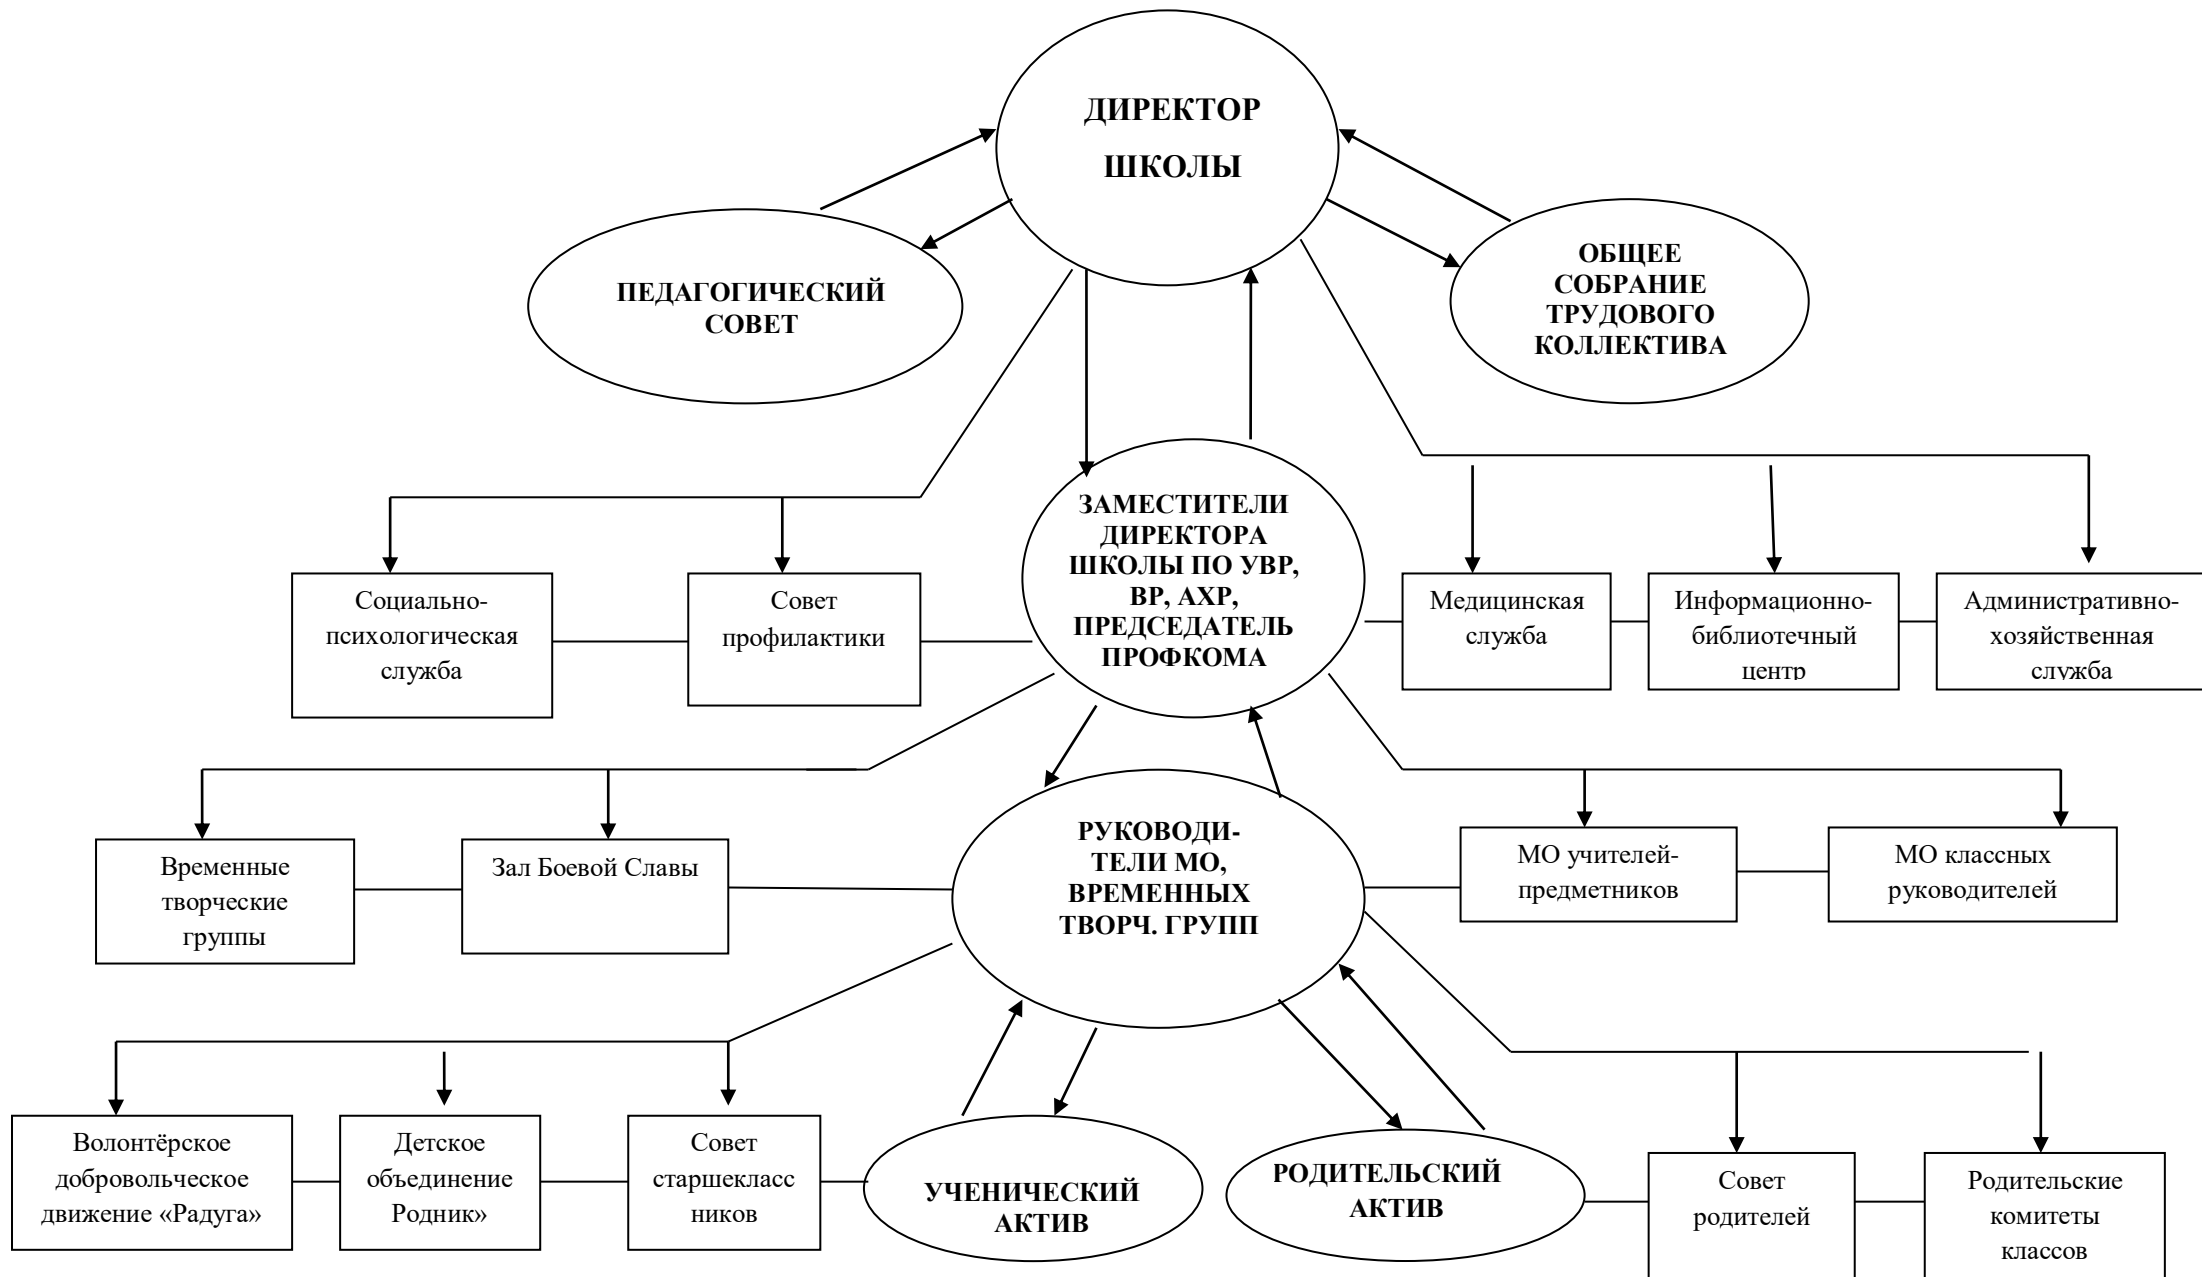 ДИРЕКТОР
ШКОЛЫ
ПЕДАГОГИЧЕСКИЙ
СОВЕТ
ОБЩЕЕ
СОБРАНИЕ
ТРУДОВОГО
КОЛЛЕКТИВА
ЗАМЕСТИТЕЛИ
ДИРЕКТОРА
ШКОЛЫ ПО УВР,
ВР, АХР,
ПРЕДСЕДАТЕЛЬ
ПРОФКОМА
Социально-
психологическая
служба
Совет
профилактики
Медицинская
служба
Информационно-
библиотечный
центр
Административно-
хозяйственная
служба
РУКОВОДИ-
ТЕЛИ МО,
ВРЕМЕННЫХ
ТВОРЧ. ГРУПП
Временные
творческие
группы
Зал Боевой Славы
МО учителей-
предметников
МО классных
руководителей
Волонтёрское
добровольческое
движение «Радуга»
Детское
объединение
Родник»
Совет
старшекласс
ников
УЧЕНИЧЕСКИЙ
АКТИВ
РОДИТЕЛЬСКИЙ
АКТИВ
Совет
родителей
Родительские
комитеты
классов